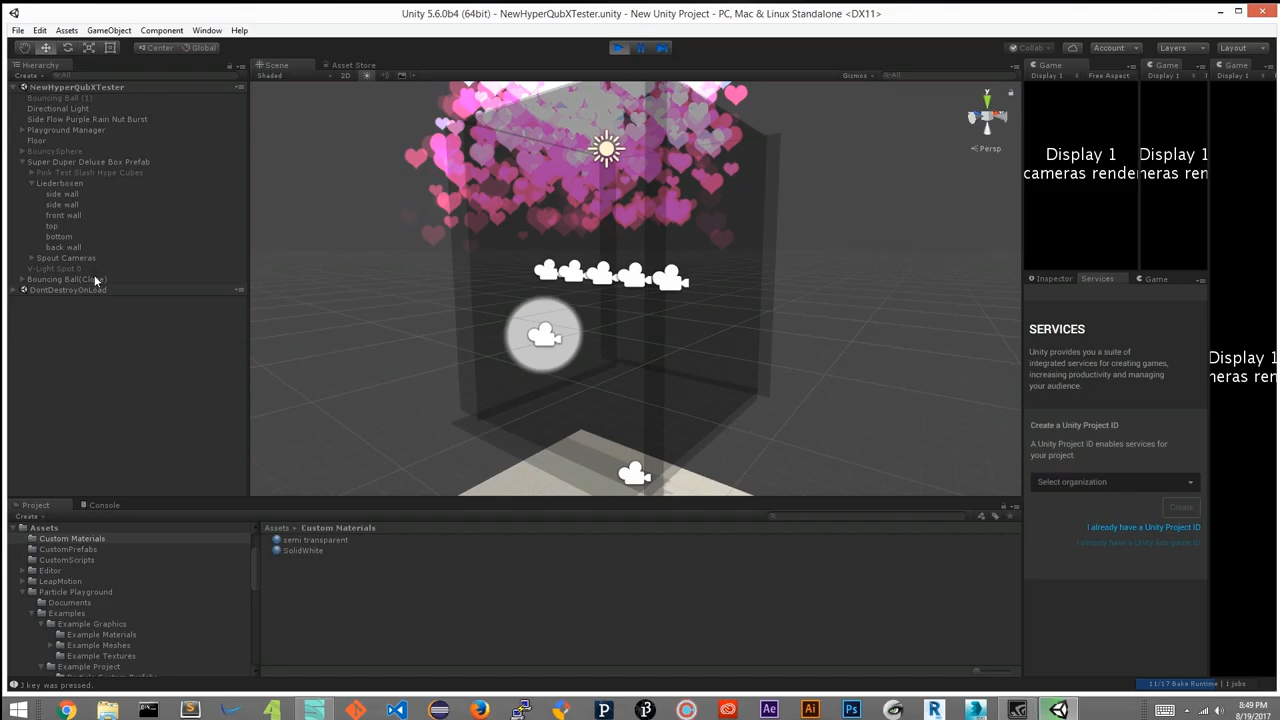 Unity 5.6.0b4 (64bit) - NewHyperQubXTester.unity - New Unity Project - PC, Mac & Linux Standalone <DX11>
File Edit Assets GameObject Component Window Help
Center Global
Collab
Account
Layers
Layout
Hierarchy
Create
All
NewHyperQubXTester
Bouncing Ball (1)
Directional Light
Side Flow Purple Rain Nut Burst
Playground Manager
Floor
BouncySphere
Super Duper Deluxe Box Prefab
Pink Test Slash Hype Cubes
Liederboxen
side wall
side wall
front wall
top
bottom
back wall
Spout Cameras
V-Light Spot 0
Bouncing Ball(Clone)
DontDestroyOnLoad
Scene
Asset Store
Shaded
2D
Gizmos
All
Persp
Game
Display 1
Free Aspect
Game
Display 1
Game
Display 1
Display 1
cameras render
Display 1
Inspector
Services
Game
SERVICES
Unity provides you a suite of
integrated services for creating games,
increasing productivity and managing
your audience.
Create a Unity Project ID
A Unity Project ID enables services for
your project.
Select organization
Create
I already have a Unity Project ID
Display 1
Project
Console
Create
Assets
Custom Materials
CustomPrefabs
CustomScripts
Editor
LeapMotion
Particle Playground
Documents
Examples
Example Graphics
Example Materials
Example Meshes
Example Textures
Example Project
Assets Custom Materials
semi transparent
SolidWhite
J key was pressed.
11/17 Bake Runtime | 1 jobs
8:49 PM
8/19/2017